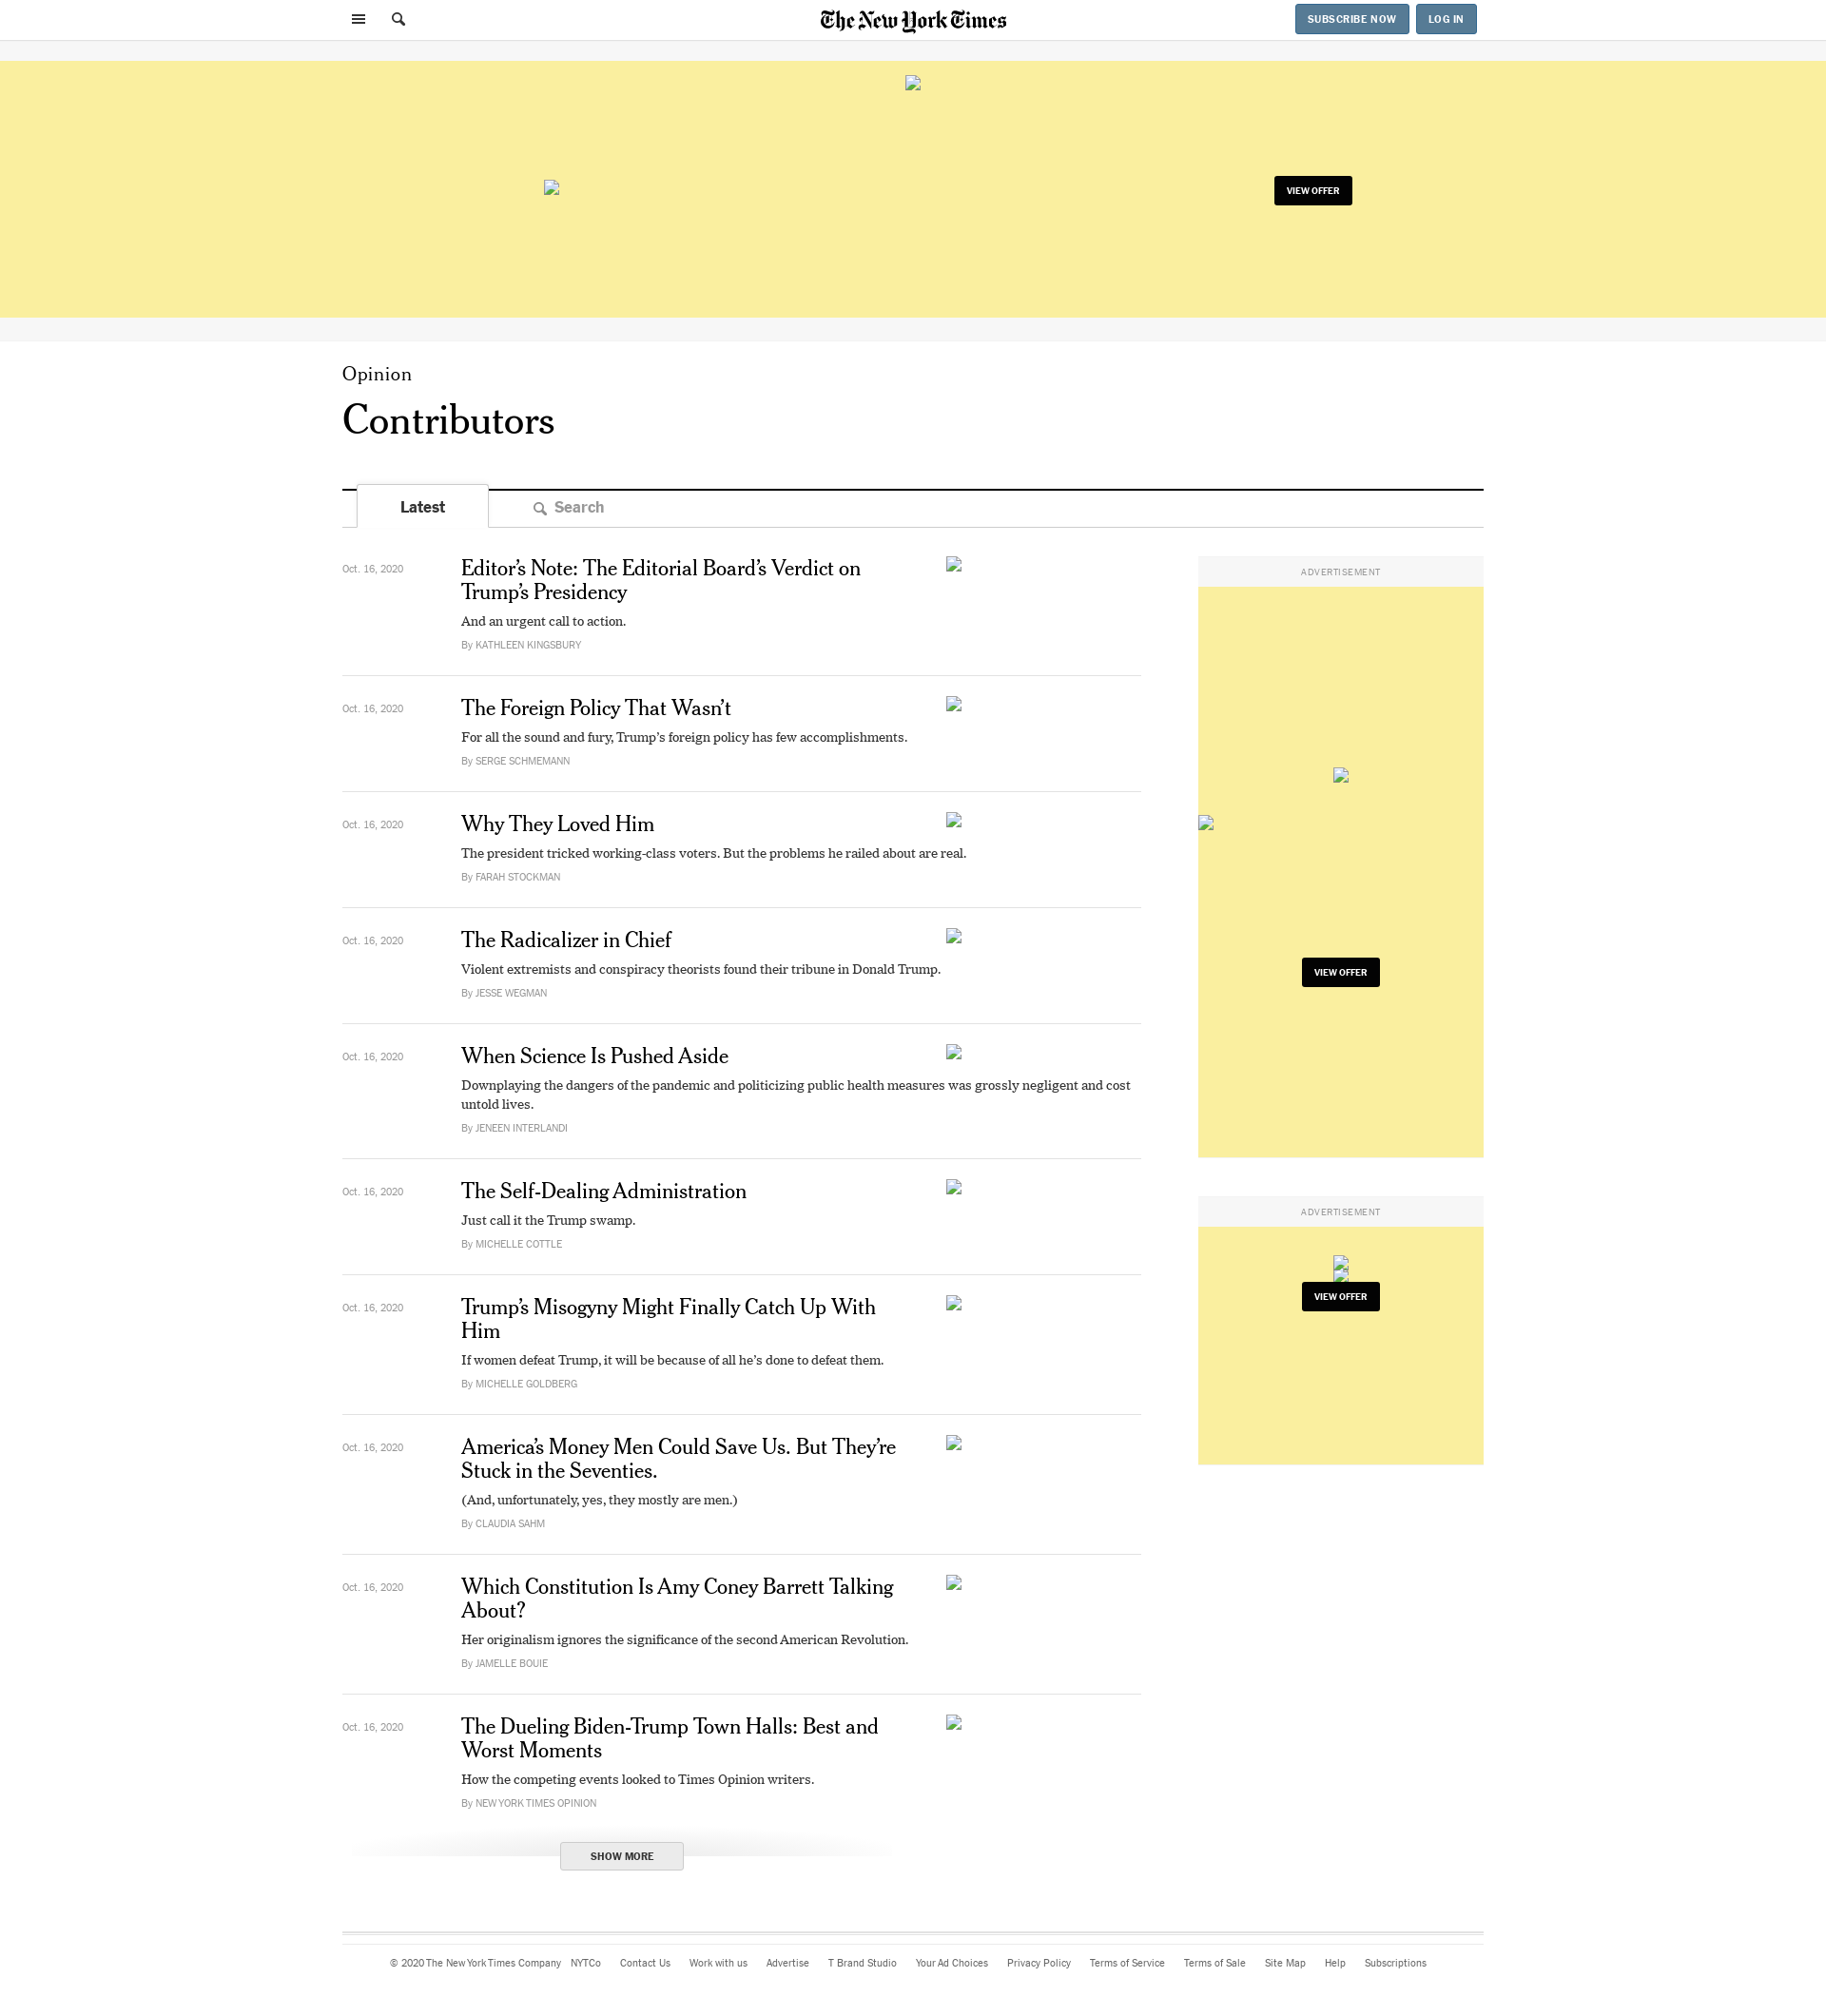 The New York Times
SUBSCRIBE NOW
LOG IN
VIEW OFFER
Opinion
Contributors
Latest
Search
Oct. 16, 2020
Editor’s Note: The Editorial Board’s Verdict on
Trump’s Presidency
And an urgent call to action.
By KATHLEEN KINGSBURY
Oct. 16, 2020
The Foreign Policy That Wasn’t
For all the sound and fury, Trump’s foreign policy has few accomplishments.
By SERGE SCHMEMANN
Oct. 16, 2020
Why They Loved Him
The president tricked working-class voters. But the problems he railed about are real.
By FARAH STOCKMAN
Oct. 16, 2020
The Radicalizer in Chief
Violent extremists and conspiracy theorists found their tribune in Donald Trump.
By JESSE WEGMAN
Oct. 16, 2020
When Science Is Pushed Aside
Downplaying the dangers of the pandemic and politicizing public health measures was grossly negligent and cost
untold lives.
By JENEEN INTERLANDI
Oct. 16, 2020
The Self-Dealing Administration
Just call it the Trump swamp.
By MICHELLE COTTLE
Oct. 16, 2020
Trump’s Misogyny Might Finally Catch Up With
Him
If women defeat Trump, it will be because of all he’s done to defeat them.
By MICHELLE GOLDBERG
Oct. 16, 2020
America’s Money Men Could Save Us. But They’re
Stuck in the Seventies.
(And, unfortunately, yes, they mostly are men.)
By CLAUDIA SAHM
Oct. 16, 2020
Which Constitution Is Amy Coney Barrett Talking
About?
Her originalism ignores the significance of the second American Revolution.
By JAMELLE BOUIE
Oct. 16, 2020
The Dueling Biden-Trump Town Halls: Best and
Worst Moments
How the competing events looked to Times Opinion writers.
By NEW YORK TIMES OPINION
SHOW MORE
ADVERTISEMENT
VIEW OFFER
ADVERTISEMENT
VIEW OFFER
© 2020 The New York Times Company NYTCo Contact Us Work with us Advertise T Brand Studio Your Ad Choices Privacy Policy Terms of Service Terms of Sale Site Map Help Subscriptions